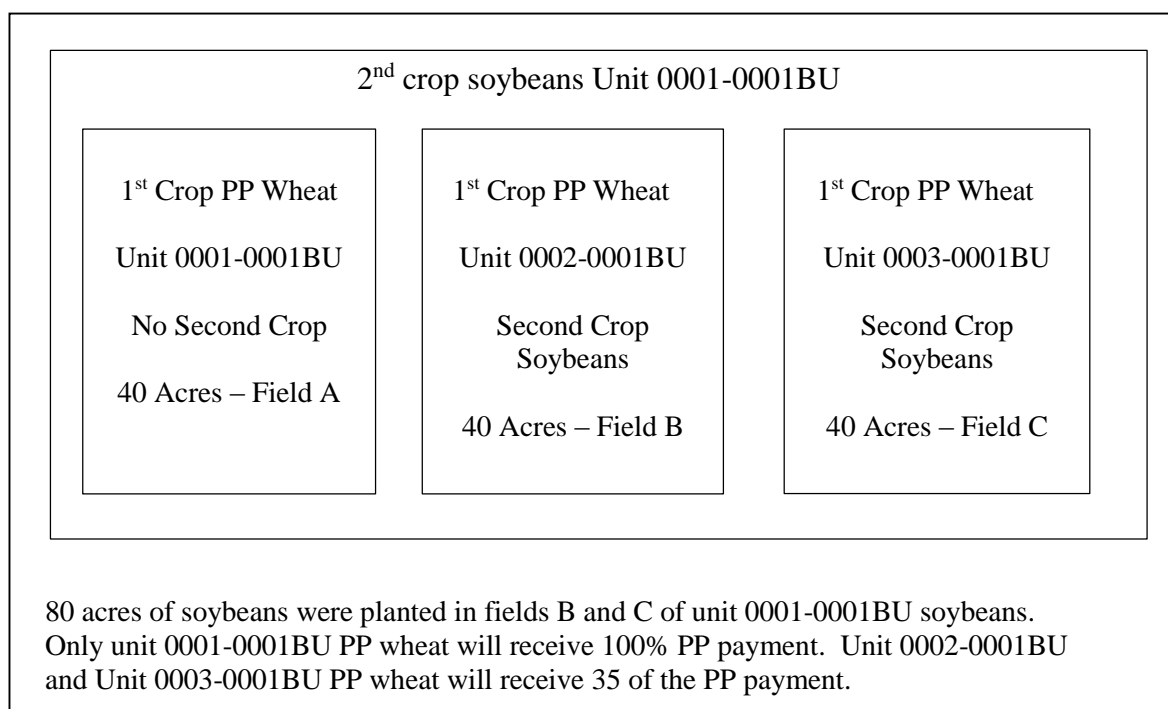 2nd crop soybeans Unit 0001-0001BU
1st Crop PP Wheat
Unit 0001-0001BU
No Second Crop
40 Acres – Field A
1st Crop PP Wheat
Unit 0002-0001BU
Second Crop
Soybeans
40 Acres – Field B
1st Crop PP Wheat
Unit 0003-0001BU
Second Crop
Soybeans
40 Acres – Field C
80 acres of soybeans were planted in fields B and C of unit 0001-0001BU soybeans.
Only unit 0001-0001BU PP wheat will receive 100% PP payment.  Unit 0002-0001BU
and Unit 0003-0001BU PP wheat will receive 35 of the PP payment.